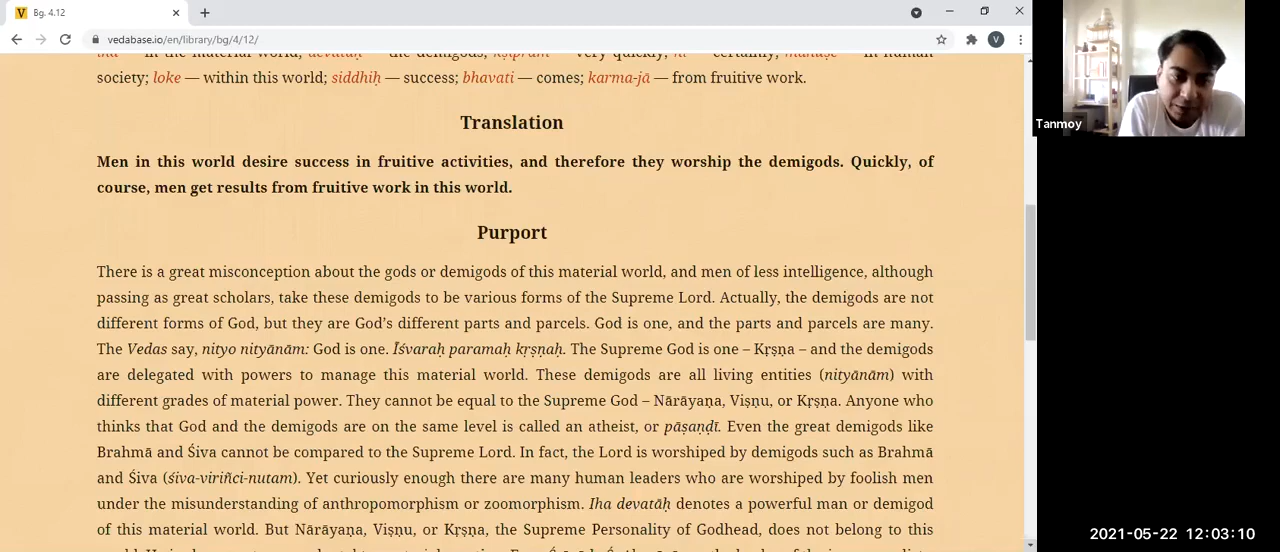 Bg. 4.12
vedabase.io/en/library/bg/4/12/
V
society; loke — within this world; siddhiḥ — success; bhavati — comes; karma-jā — from fruitive work.
Translation
Men in this world desire success in fruitive activities, and therefore they worship the demigods. Quickly, of
course, men get results from fruitive work in this world.
Purport
There is a great misconception about the gods or demigods of this material world, and men of less intelligence, although
passing as great scholars, take these demigods to be various forms of the Supreme Lord. Actually, the demigods are not
different forms of God, but they are God’s different parts and parcels. God is one, and the parts and parcels are many.
The Vedas say, nityo nityānām: God is one. Īśvaraḥ paramaḥ kṛṣṇaḥ. The Supreme God is one – Kṛṣṇa – and the demigods
are delegated with powers to manage this material world. These demigods are all living entities (nityānām) with
different grades of material power. They cannot be equal to the Supreme God – Nārāyaṇa, Viṣṇu, or Kṛṣṇa. Anyone who
thinks that God and the demigods are on the same level is called an atheist, or pāṣaṇḍī. Even the great demigods like
Brahmā and Śiva cannot be compared to the Supreme Lord. In fact, the Lord is worshiped by demigods such as Brahmā
and Śiva (śiva-viriñci-nutam). Yet curiously enough there are many human leaders who are worshiped by foolish men
under the misunderstanding of anthropomorphism or zoomorphism. Iha devatāḥ denotes a powerful man or demigod
of this material world. But Nārāyaṇa, Viṣṇu, or Kṛṣṇa, the Supreme Personality of Godhead, does not belong to this
Tanmoy
2021-05-22 12:03:10